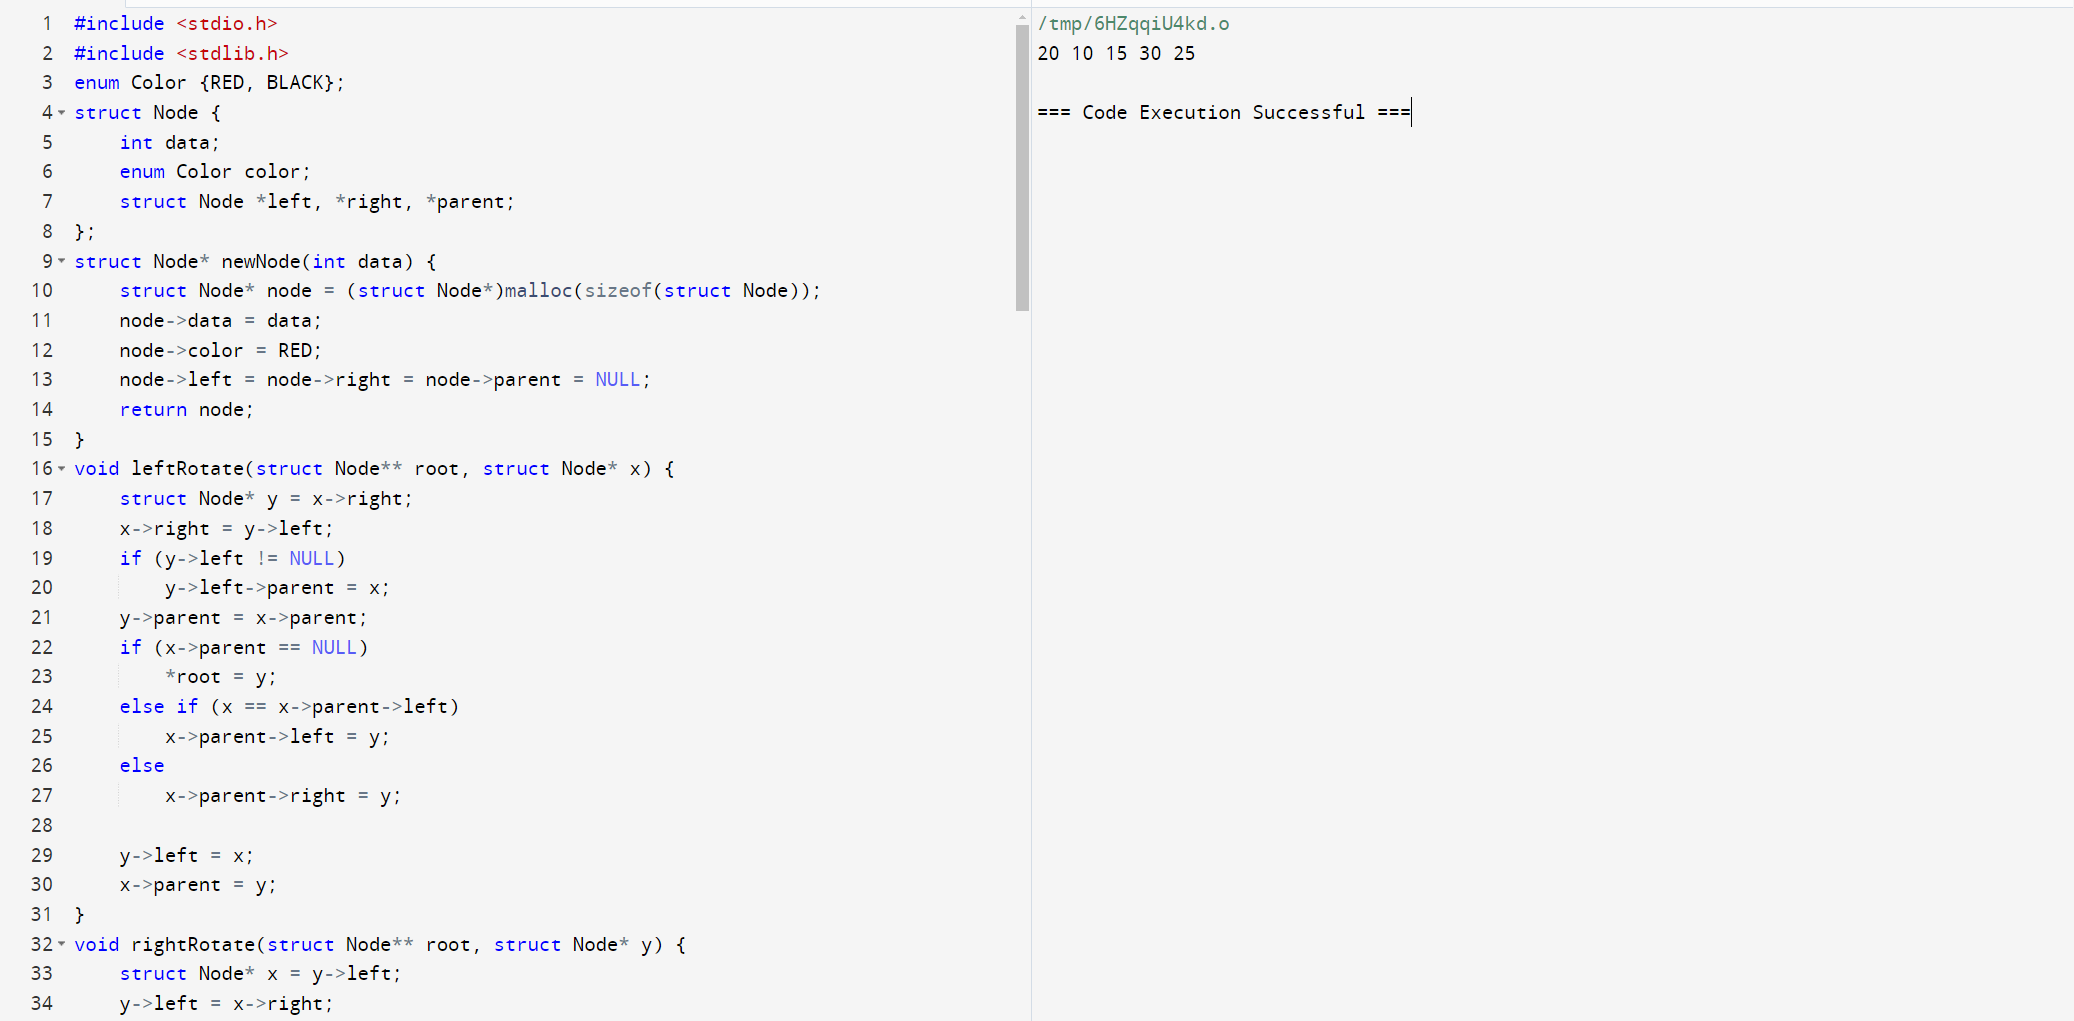 1 #include <stdio.h>
2 #include <stdlib.h>
3 enum Color {RED, BLACK};
4 struct Node {
5     int data;
6     enum Color color;
7     struct Node *left, *right, *parent;
8 };
9 struct Node* newNode(int data) {
10     struct Node* node = (struct Node*)malloc(sizeof(struct Node));
11     node->data = data;
12     node->color = RED;
13     node->left = node->right = node->parent = NULL;
14     return node;
15 }
16 void leftRotate(struct Node** root, struct Node* x) {
17     struct Node* y = x->right;
18     x->right = y->left;
19     if (y->left != NULL)
20         y->left->parent = x;
21     y->parent = x->parent;
22     if (x->parent == NULL)
23         *root = y;
24     else if (x == x->parent->left)
25         x->parent->left = y;
26     else
27         x->parent->right = y;
28
29     y->left = x;
30     x->parent = y;
31 }
32 void rightRotate(struct Node** root, struct Node* y) {
33     struct Node* x = y->left;
34     y->left = x->right;
/tmp/6HZqqiU4kd.o
20 10 15 30 25
=== Code Execution Successful ===